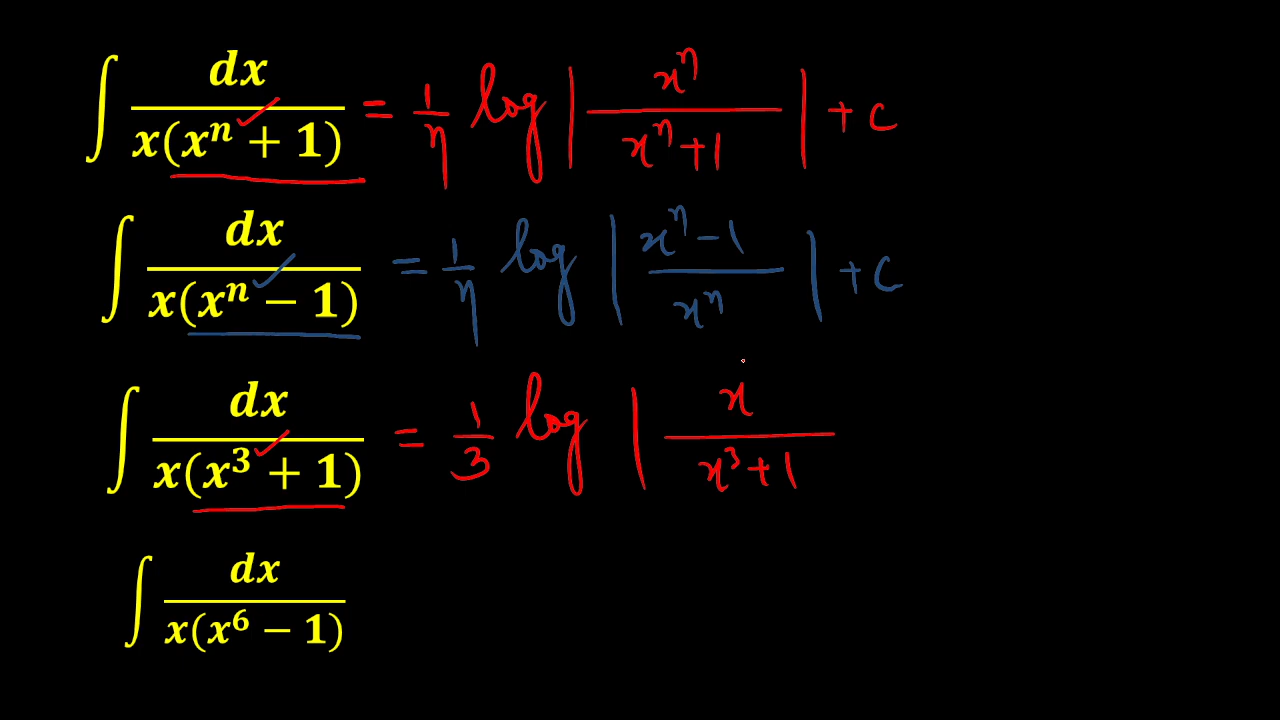 ∫ dx / x(xⁿ + 1) = 1/n log | xⁿ / xⁿ+1 | + c
∫ dx / x(xⁿ − 1) = 1/n log | xⁿ−1 / xⁿ | + c
∫ dx / x(x³ + 1) = 1/3 log | x / x³+1
∫ dx / x(x⁶ − 1)